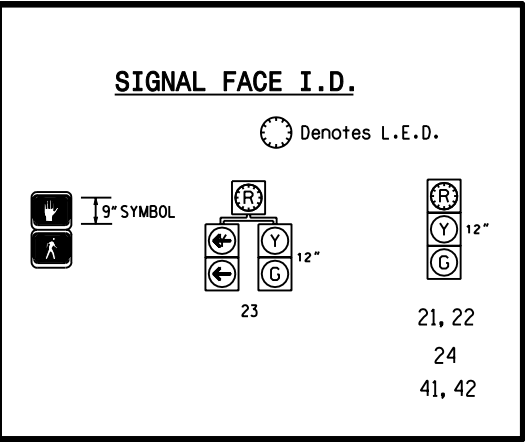 SIGNAL FACE I.D.
Denotes L.E.D.
9" SYMBOL
R
Y
G
12"
23
R
Y
G
12"
21, 22
24
41, 42